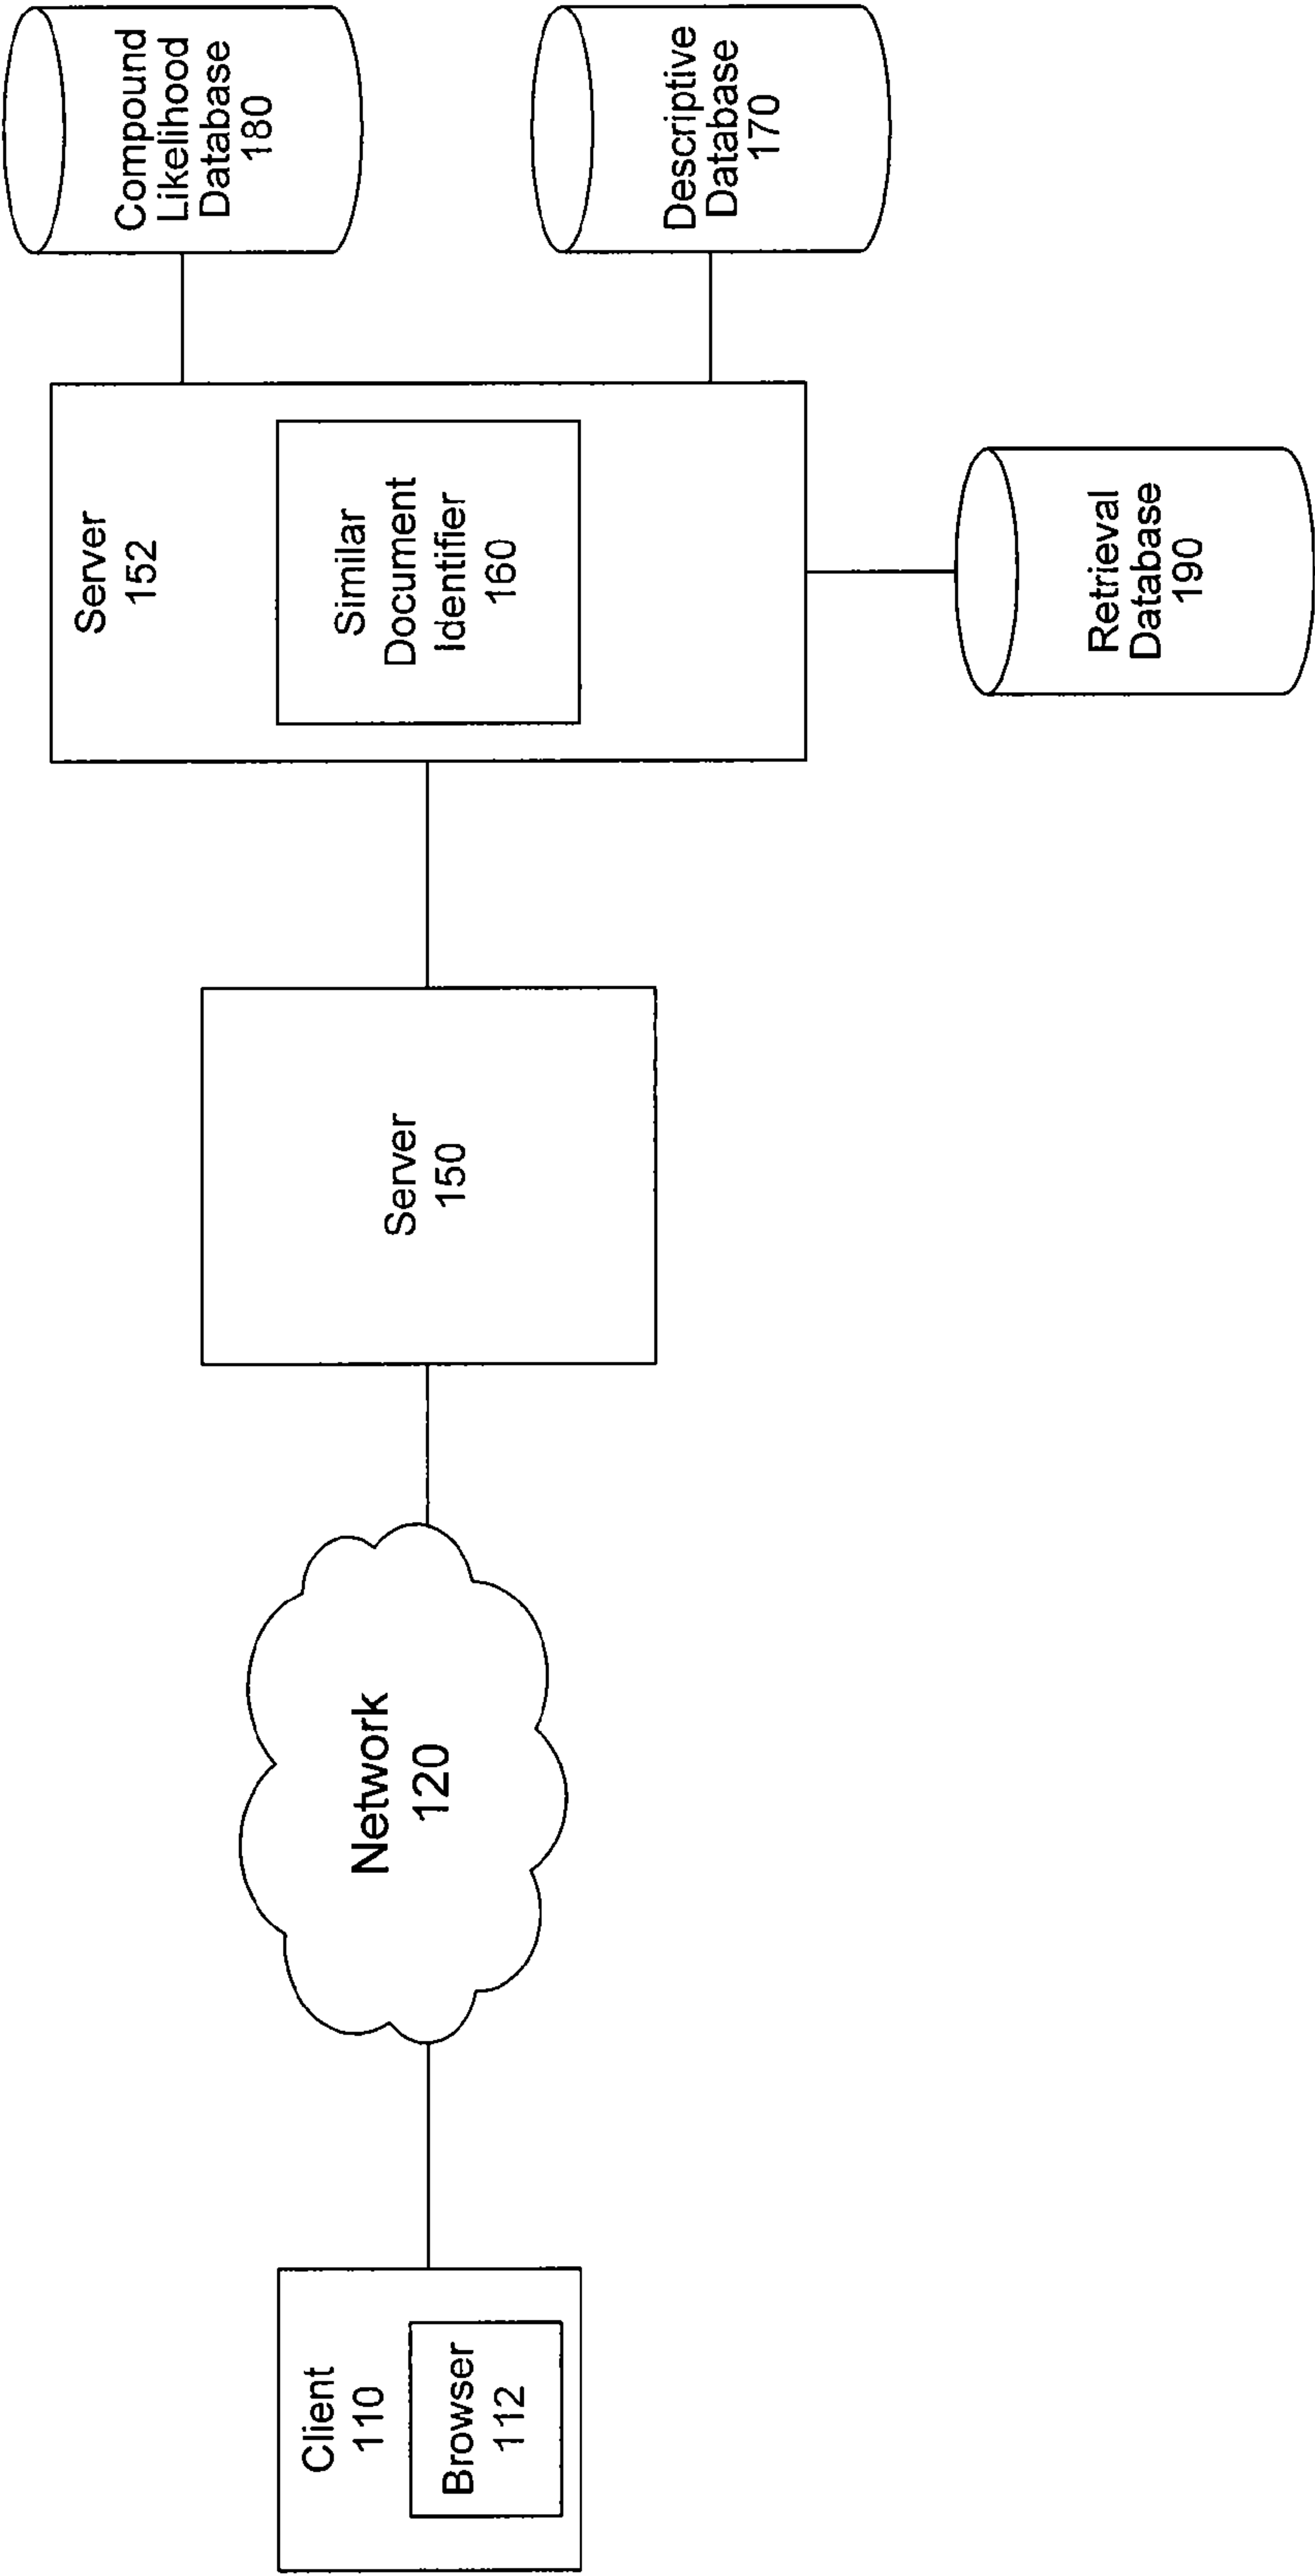 Client
110
Browser
112
Network
120
Server
150
Server
152
Similar
Document
Identifier
160
Compound
Likelihood
Database
180
Descriptive
Database
170
Retrieval
Database
190